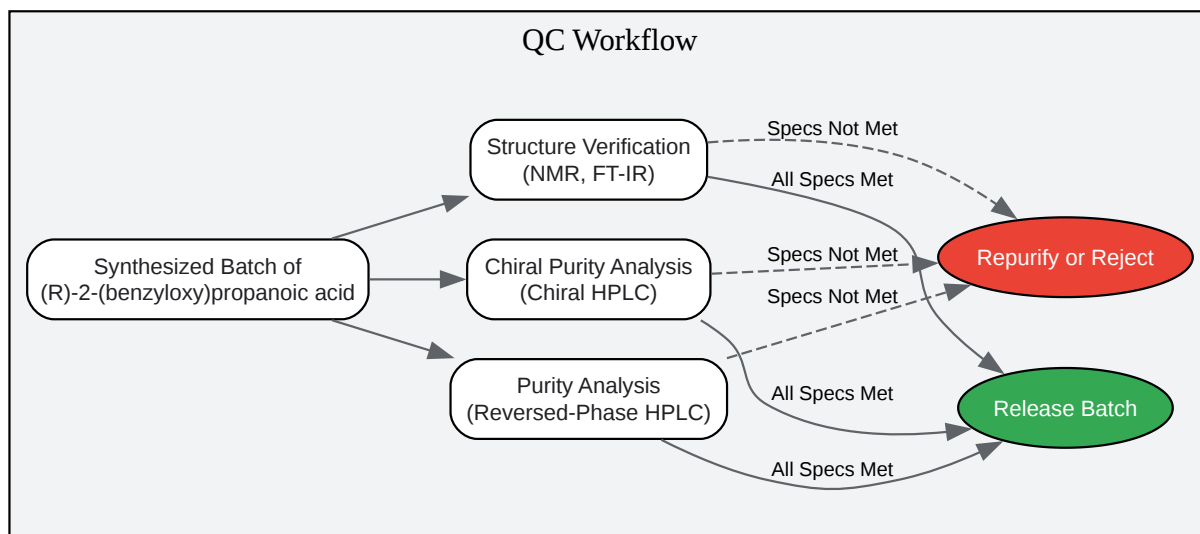 QC Workflow
Specs Not Met
Structure Verification
(NMR, FT-IR)
All Specs Met
Synthesized Batch of
(R)-2-(benzyloxy)propanoic acid
Chiral Purity Analysis
(Chiral HPLC)
Specs Not Met
Repurify or Reject
Specs Not Met
Purity Analysis
(Reversed-Phase HPLC)
All Specs Met
Release Batch
All Specs Met